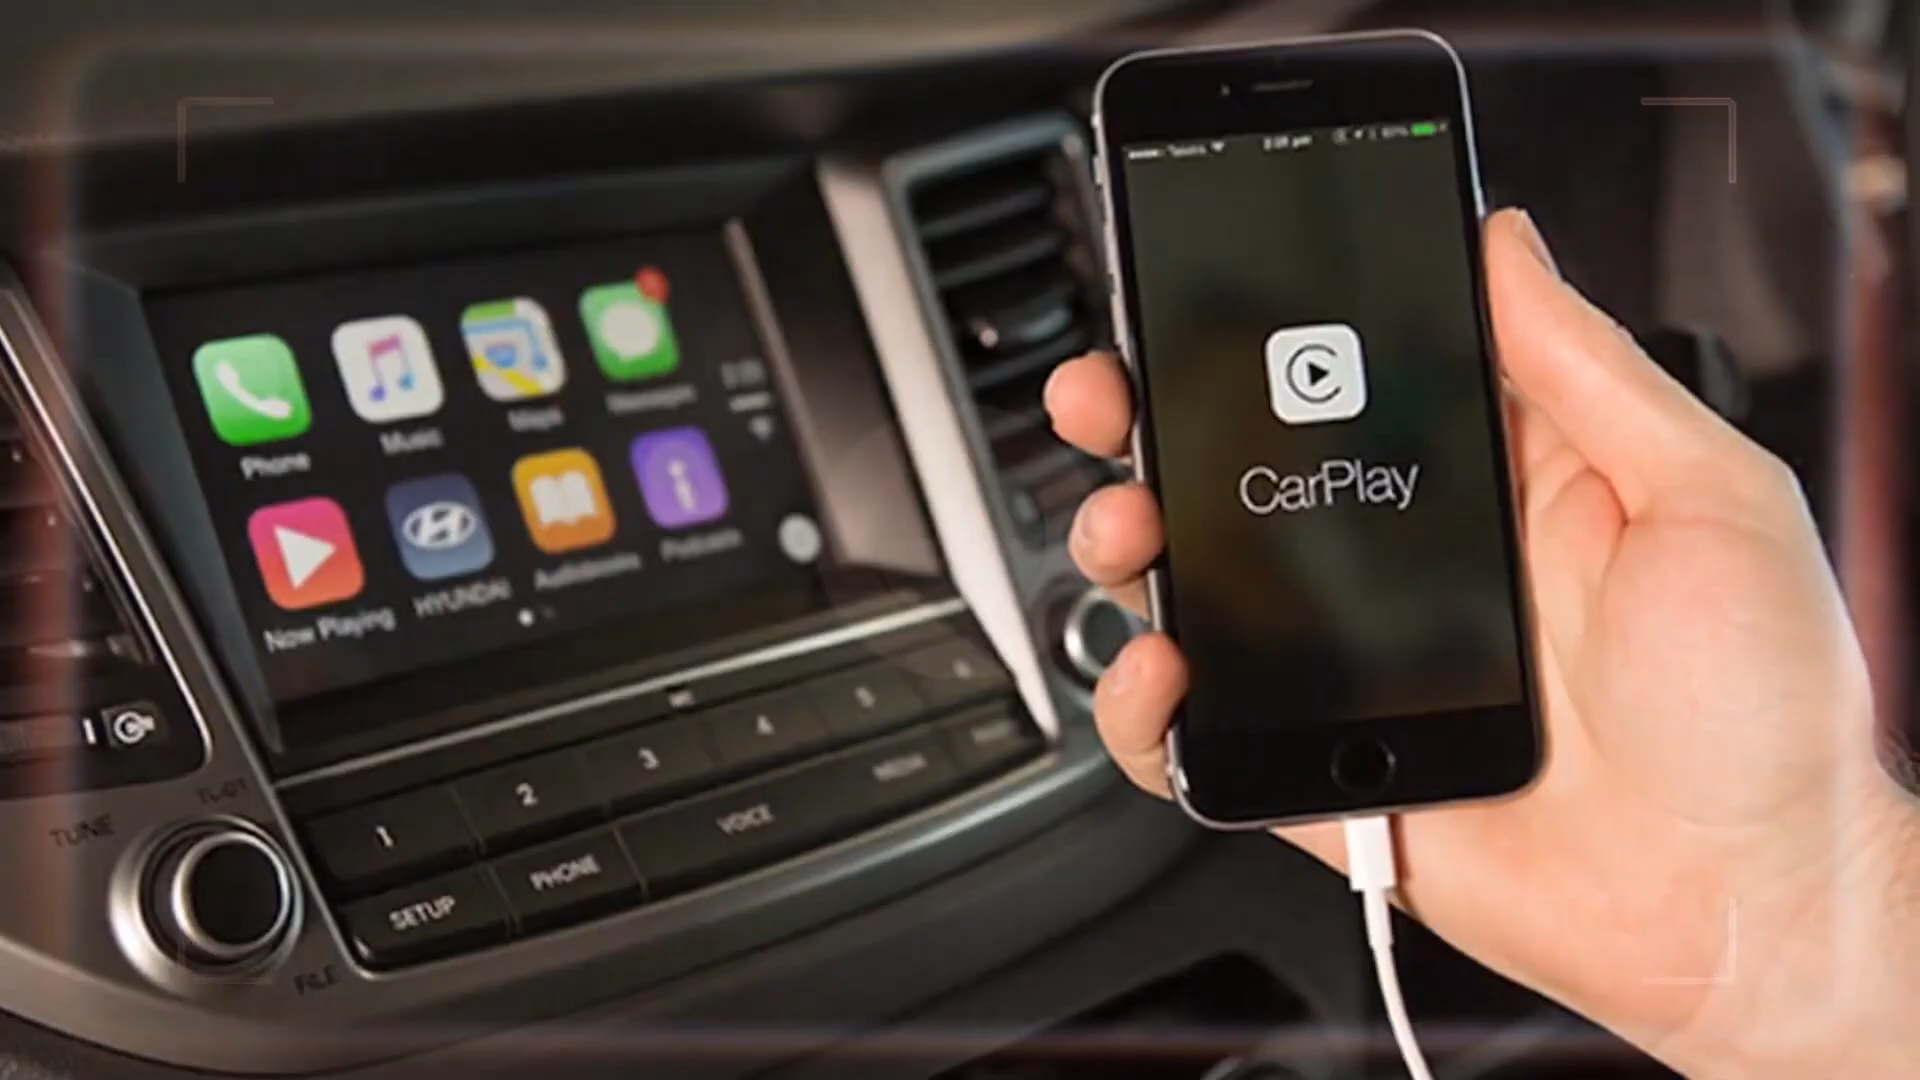 Phone
Music
Maps
Messages
Now Playing
HYUNDAI
Audiobooks
Podcasts
CarPlay
1
2
3
4
5
6
SETUP
PHONE
VOICE
MEDIA
TUNE
FILE